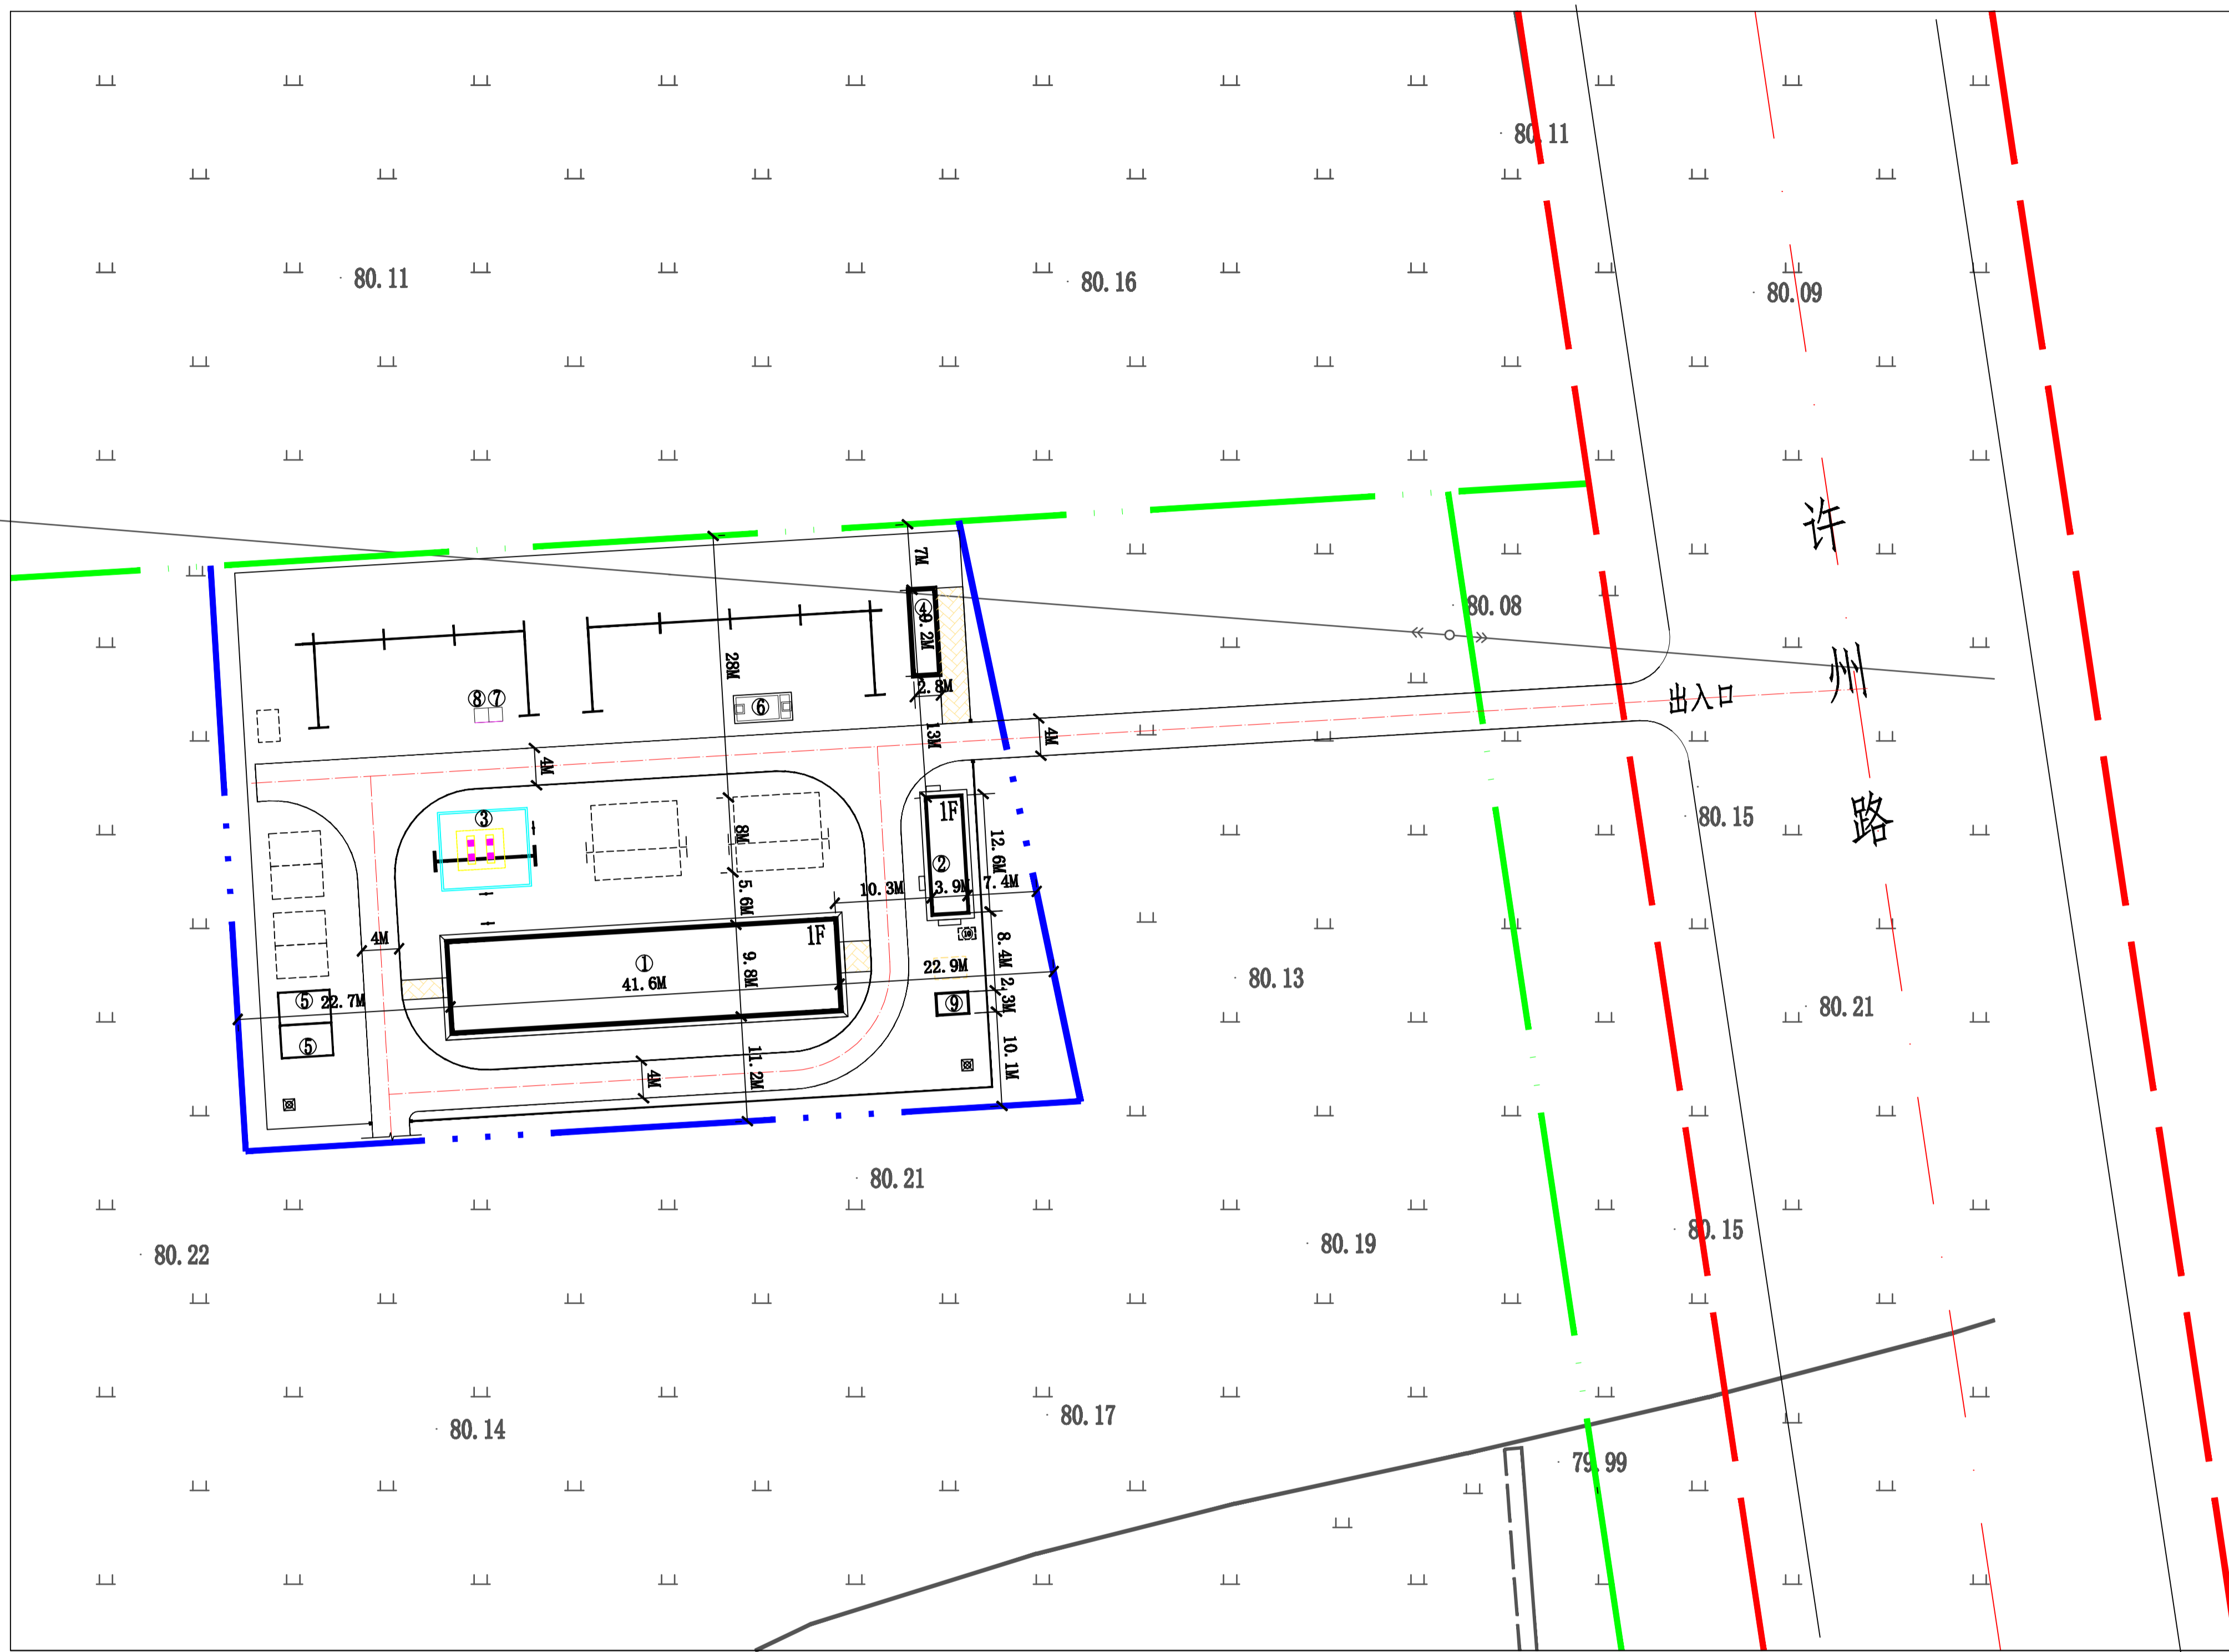 80.11
80.11
80.16
80.09
许
7M
④
9.2M
80.08
28M
州
2.8M
⑧⑦
出入口
⑥
13M
4M
4M
路
1F
80.15
③
8M
12.6M
②
10.3M
3.9M
7.4M
5.6M
1F
10
4M
8.4M
①
9.8M
22.9M
80.13
41.6M
2.3M
⑤
22.7M
⑨
80.21
⑤
10.1M
11.2M
4M
80.21
80.22
80.19
80.15
80.14
80.17
79.99